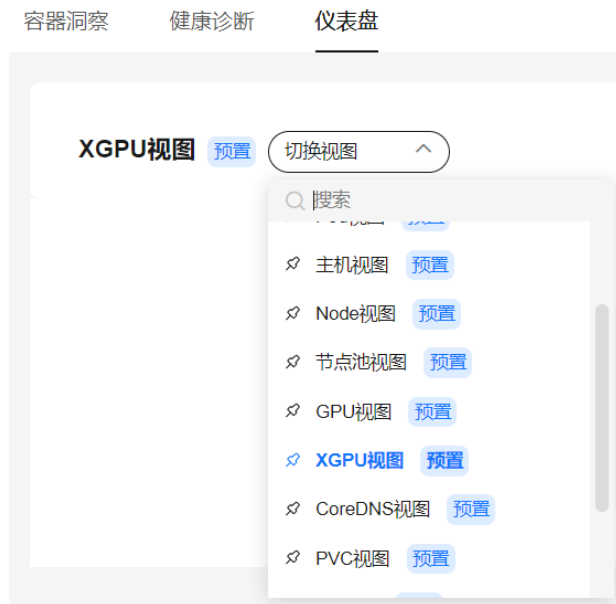 容器洞察 健康诊断 仪表盘
XGPU视图 预置 切换视图
搜索
主机视图 预置
Node视图 预置
节点池视图 预置
GPU视图 预置
XGPU视图 预置
CoreDNS视图 预置
PVC视图 预置